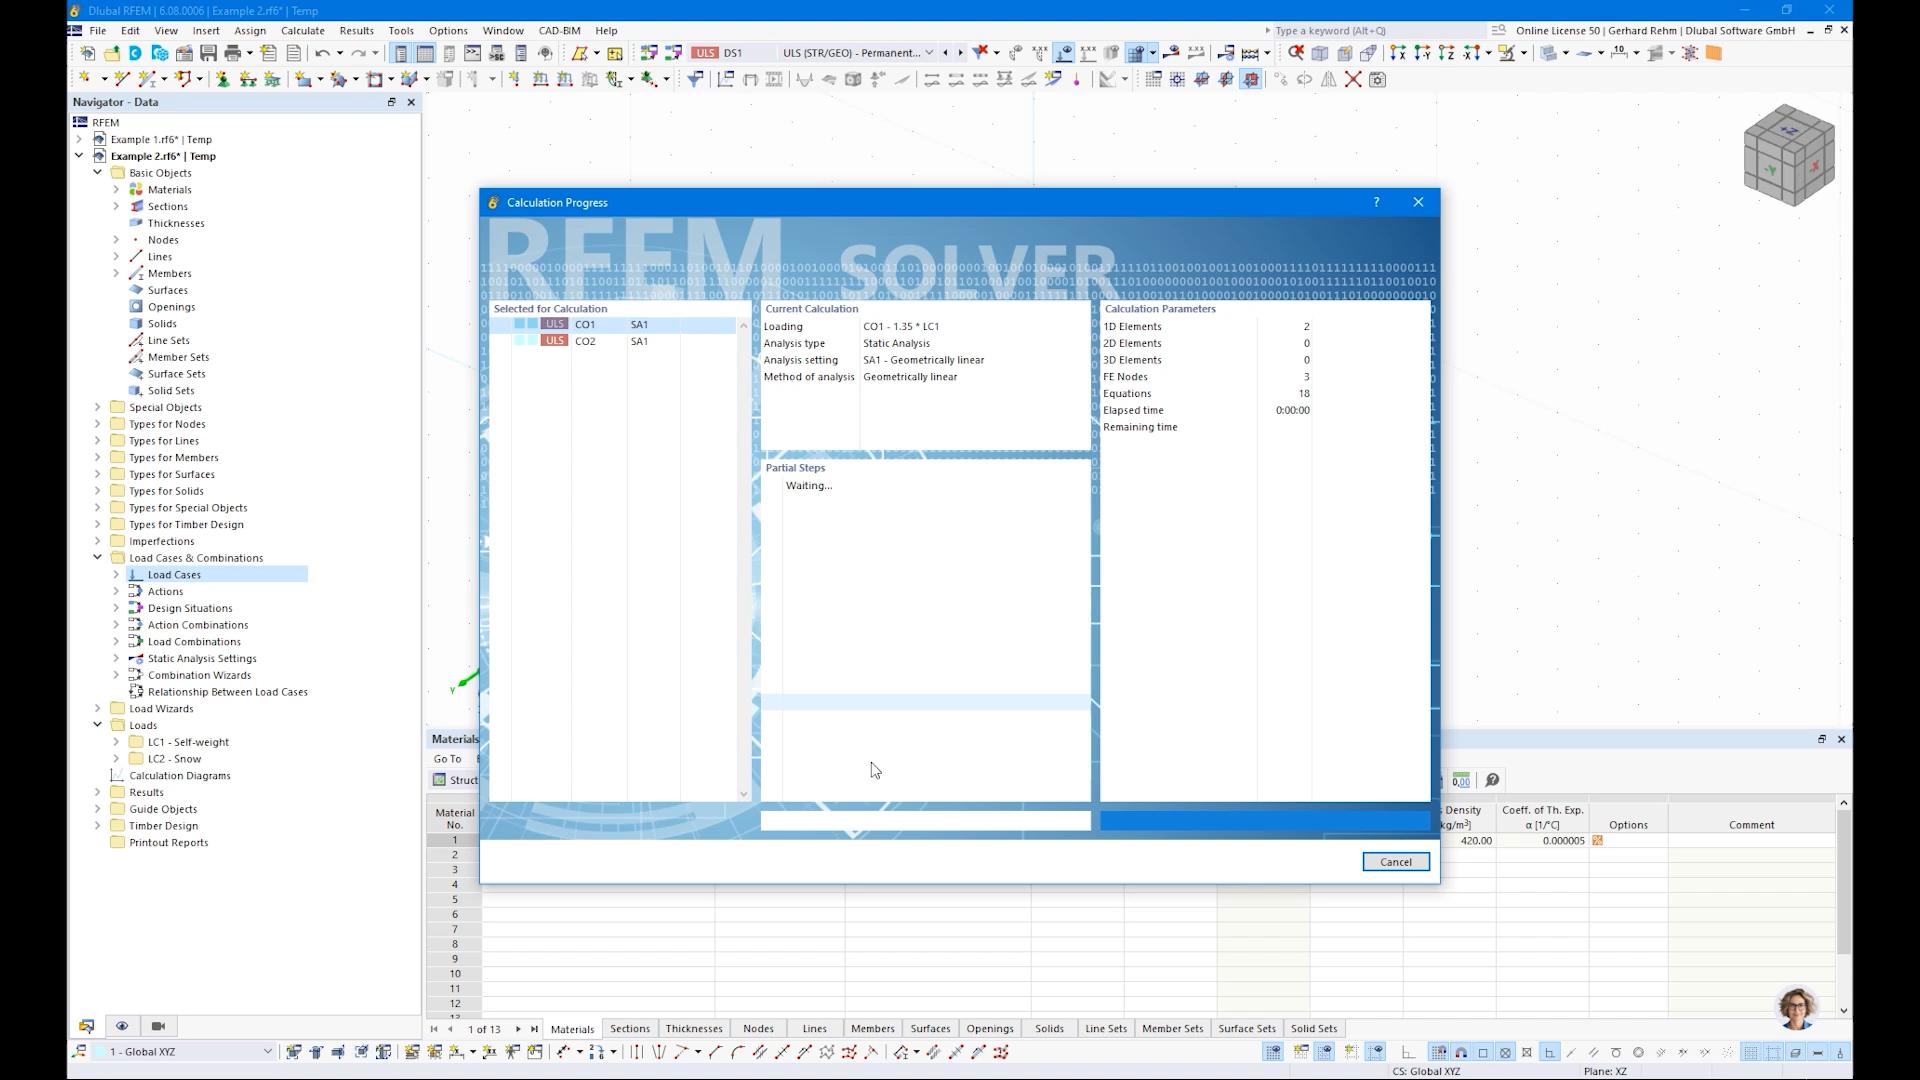 Dlubal RFEM | 6.08.0006 | Example 2.rf6* | Temp
File Edit View Insert Assign Calculate Results Tools Options Window CAD-BIM Help
Type a keyword (Alt+Q)
Online License 50 | Gerhard Rehm | Dlubal Software GmbH
ULS DS1 ULS (STR/GEO) - Permanent...
Navigator - Data
RFEM
Example 1.rf6* | Temp
Example 2.rf6* | Temp
Basic Objects
Materials
Sections
Thicknesses
Nodes
Lines
Members
Surfaces
Openings
Solids
Line Sets
Member Sets
Surface Sets
Solid Sets
Special Objects
Types for Nodes
Types for Lines
Types for Members
Types for Surfaces
Types for Solids
Types for Special Objects
Types for Timber Design
Imperfections
Load Cases & Combinations
Load Cases
Actions
Design Situations
Action Combinations
Load Combinations
Static Analysis Settings
Combination Wizards
Relationship Between Load Cases
Load Wizards
Loads
LC1 - Self-weight
LC2 - Snow
Calculation Diagrams
Results
Guide Objects
Timber Design
Printout Reports
1 - Global XYZ
+Z
-Y
-X
Y
Calculation Progress
?
RFEM SOLVER
Selected for Calculation
ULS CO1 SA1
ULS CO2 SA1
Current Calculation
Loading CO1 - 1.35 * LC1
Analysis type Static Analysis
Analysis setting SA1 - Geometrically linear
Method of analysis Geometrically linear
Partial Steps
Waiting...
Calculation Parameters
1D Elements 2
2D Elements 0
3D Elements 0
FE Nodes 3
Equations 18
Elapsed time 0:00:00
Remaining time
Cancel
Materials
Go To
Struct
0,00
Material No.
Density
kg/m³]
Coeff. of Th. Exp.
α [1/°C]
Options
Comment
1 420.00 0.000005
2
3
4
5
6
7
8
9
10
11
12
1 of 13
Materials Sections Thicknesses Nodes Lines Members Surfaces Openings Solids Line Sets Member Sets Surface Sets Solid Sets
CS: Global XYZ
Plane: XZ